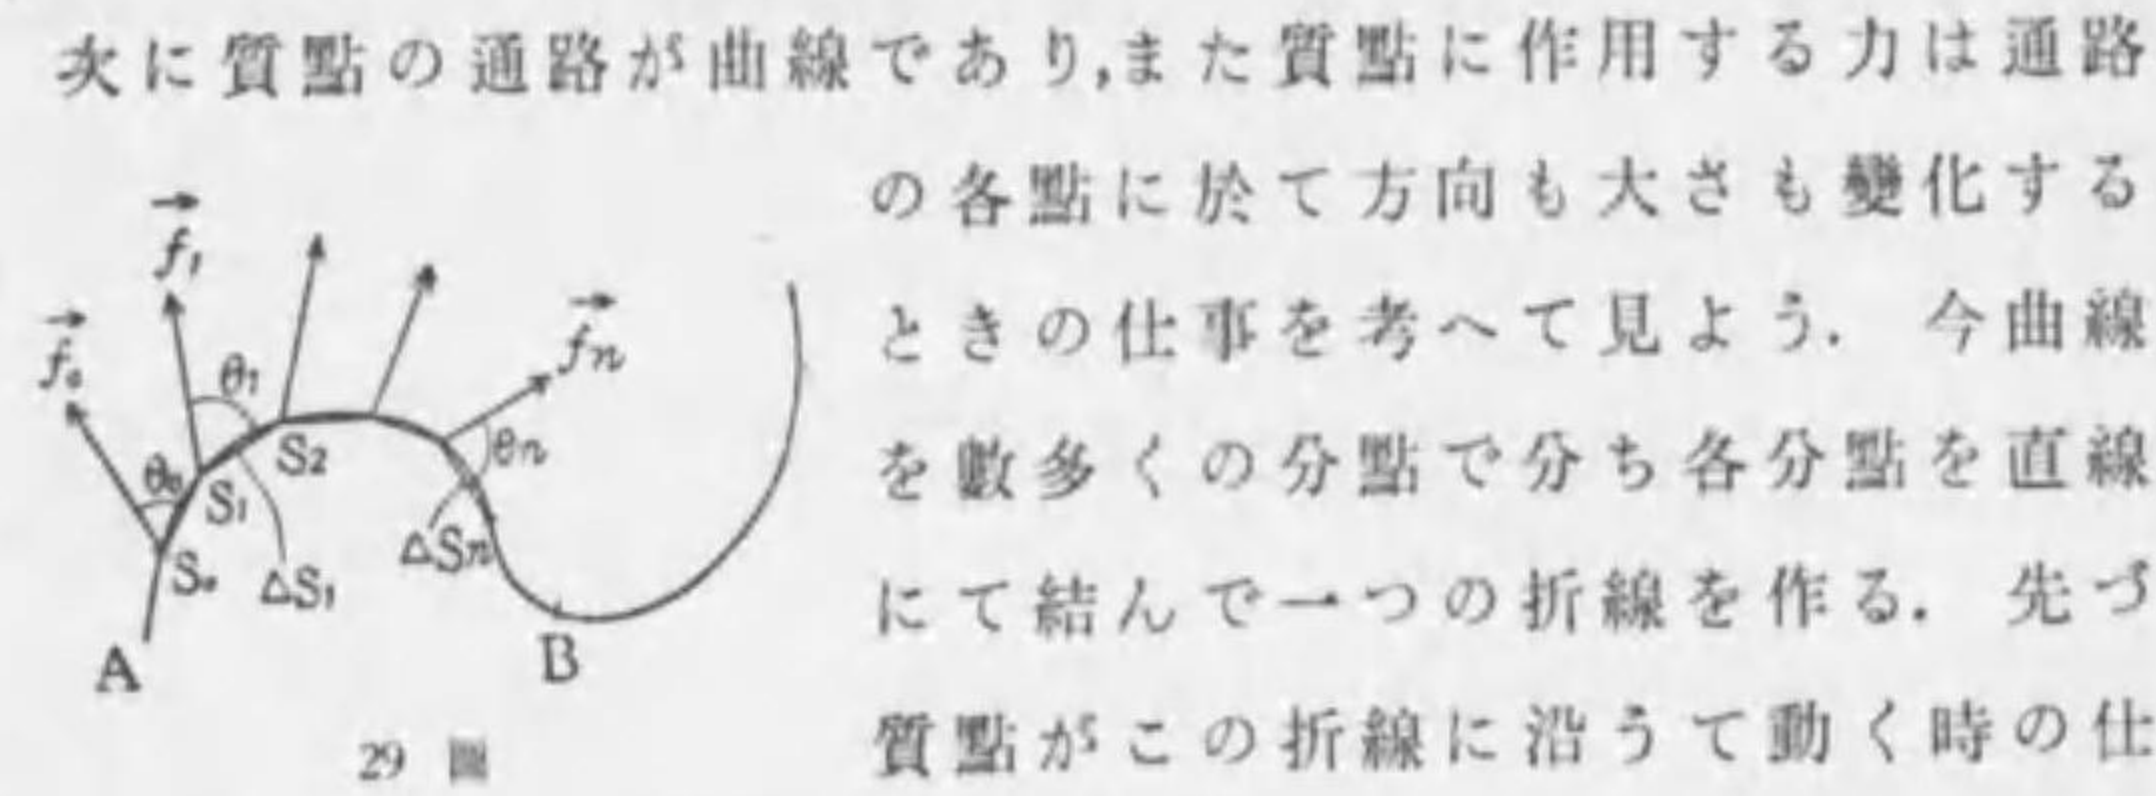 次に質點の通路が曲線であり,また質點に作用する力は通路
の各點に於て方向も大さも變化する
ときの仕事を考へて見よう. 今曲線
を數多くの分點で分ち各分點を直線
にて結んで一つの折線を作る. 先づ
質點がこの折線に沿うて動く時の仕
f₁
f₀
fn
θ₁
θ₀
θn
S₂
S₁
S₀
ΔS₁
ΔSn
A
B
29 圖